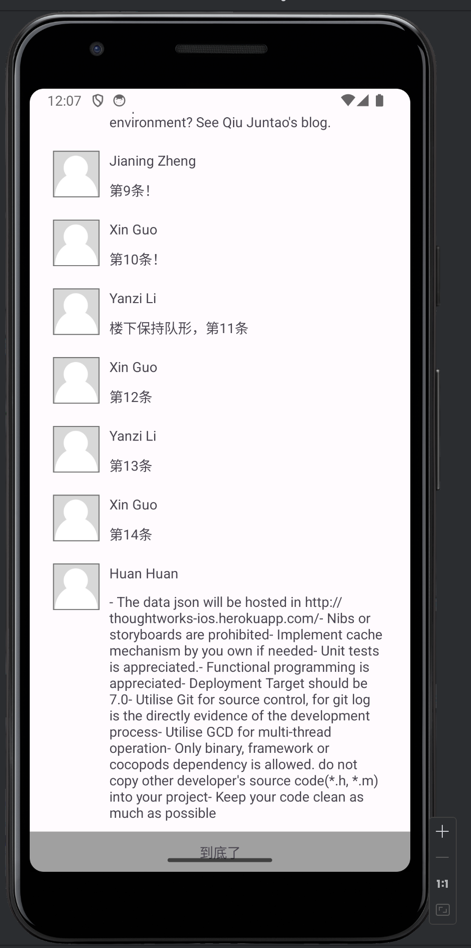 12:07
environment? See Qiu Juntao's blog.
Jianing Zheng
第9条！
Xin Guo
第10条！
Yanzi Li
楼下保持队形，第11条
Xin Guo
第12条
Yanzi Li
第13条
Xin Guo
第14条
Huan Huan
- The data json will be hosted in http://
thoughtworks-ios.herokuapp.com/- Nibs or
storyboards are prohibited- Implement cache
mechanism by you own if needed- Unit tests
is appreciated.- Functional programming is
appreciated- Deployment Target should be
7.0- Utilise Git for source control, for git log
is the directly evidence of the development
process- Utilise GCD for multi-thread
operation- Only binary, framework or
cocopods dependency is allowed. do not
copy other developer's source code(*.h, *.m)
into your project- Keep your code clean as
much as possible
到底了
1:1